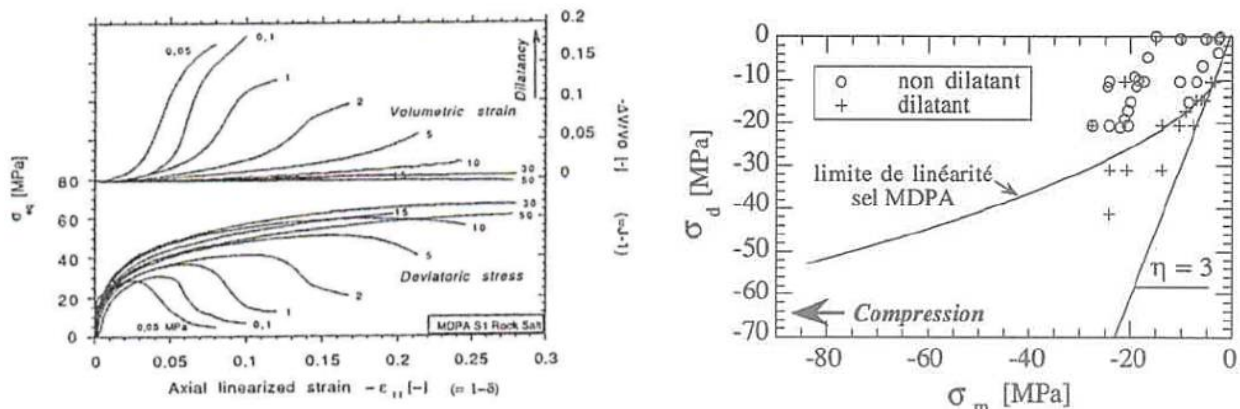 0,2
0,15
0,1
0,05
0
Dilatancy
-ΔV/V0 [-]
0,05
0,1
1
2
Volumetric strain
5
10
15
30
50
80
60
40
20
0
σeq [MPa]
15
30
50
10
5
Deviatoric stress
2
1
0,1
0,05 MPa
MDPA S1 Rock Salt
(1-ρ)
0
0.05
0.1
0.15
0.2
0.25
0.3
Axial linearized strain -ε11 [-] (= 1-δ)
0
-10
-20
-30
-40
-50
-60
-70
σd [MPa]
o non dilatant
+ dilatant
limite de linéarité
sel MDPA
η = 3
Compression
-80
-60
-40
-20
0
σm [MPa]